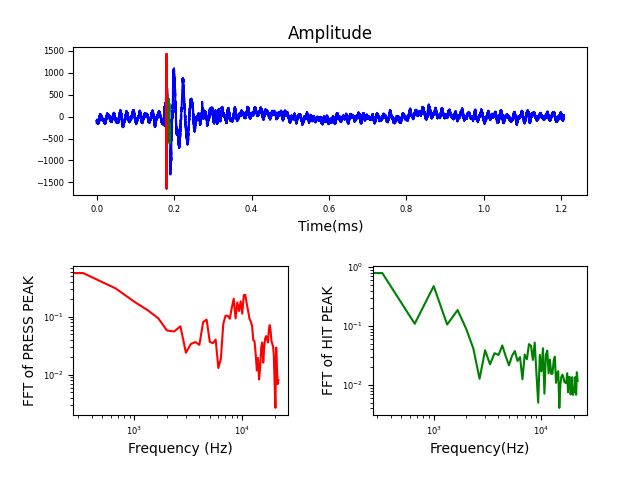 Amplitude
1500
1000
500
0
−500
−1000
−1500
0.0 0.2 0.4 0.6 0.8 1.0 1.2
Time(ms)
FFT of PRESS PEAK
10⁻¹
10⁻²
10³ 10⁴
Frequency (Hz)
FFT of HIT PEAK
10⁰
10⁻¹
10⁻²
10³ 10⁴
Frequency(Hz)